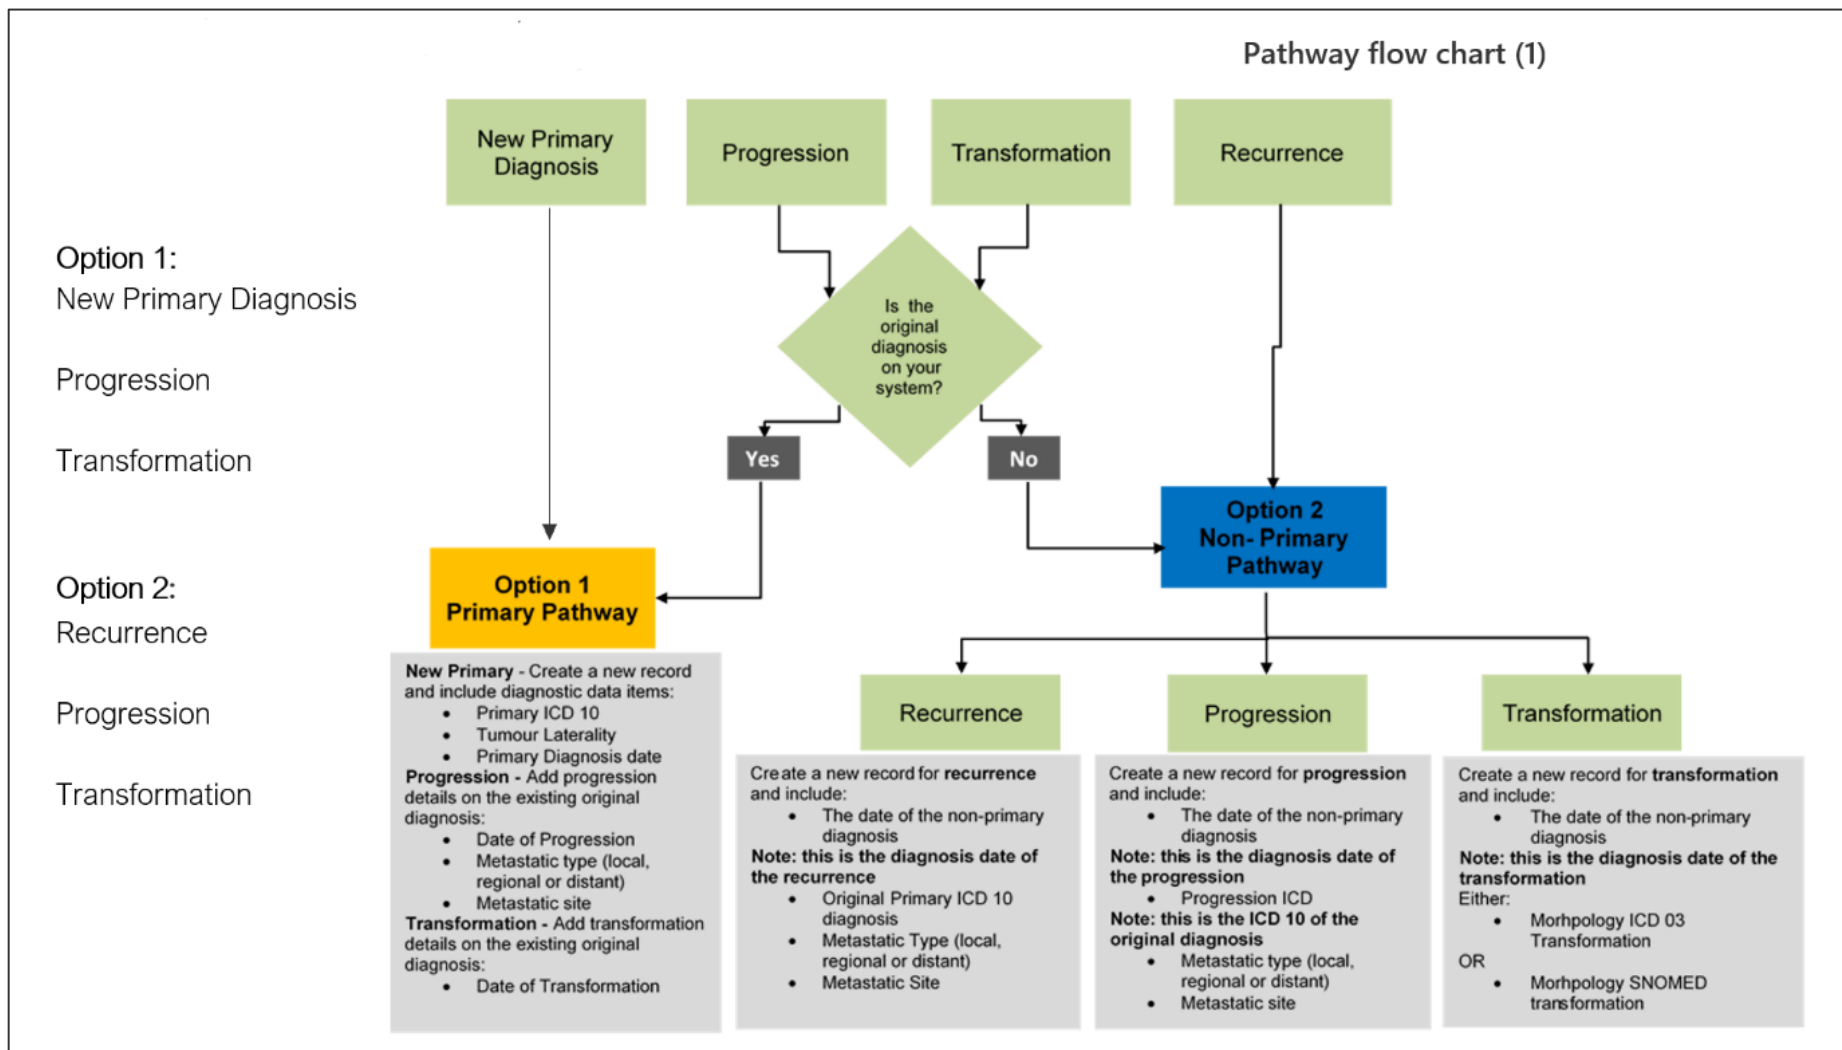 Pathway flow chart (1)
New Primary
Diagnosis
Progression
Transformation
Recurrence
Option 1:
New Primary Diagnosis
Progression
Transformation
Option 2:
Recurrence
Progression
Transformation
Is the
original
diagnosis
on your
system?
Yes
No
Option 1
Primary Pathway
Option 2
Non- Primary
Pathway
New Primary - Create a new record
and include diagnostic data items:
• Primary ICD 10
• Tumour Laterality
• Primary Diagnosis date
Progression - Add progression
details on the existing original
diagnosis:
• Date of Progression
• Metastatic type (local,
regional or distant)
• Metastatic site
Transformation - Add transformation
details on the existing original
diagnosis:
• Date of Transformation
Recurrence
Create a new record for recurrence
and include:
• The date of the non-primary
diagnosis
Note: this is the diagnosis date of
the recurrence
• Original Primary ICD 10
diagnosis
• Metastatic Type (local,
regional or distant)
• Metastatic Site
Progression
Create a new record for progression
and include:
• The date of the non-primary
diagnosis
Note: this is the diagnosis date of
the progression
• Progression ICD
Note: this is the ICD 10 of the
original diagnosis
• Metastatic type (local,
regional or distant)
• Metastatic site
Transformation
Create a new record for transformation
and include:
• The date of the non-primary
diagnosis
Note: this is the diagnosis date of the
transformation
Either:
• Morhpology ICD 03
Transformation
OR
• Morhpology SNOMED
transformation